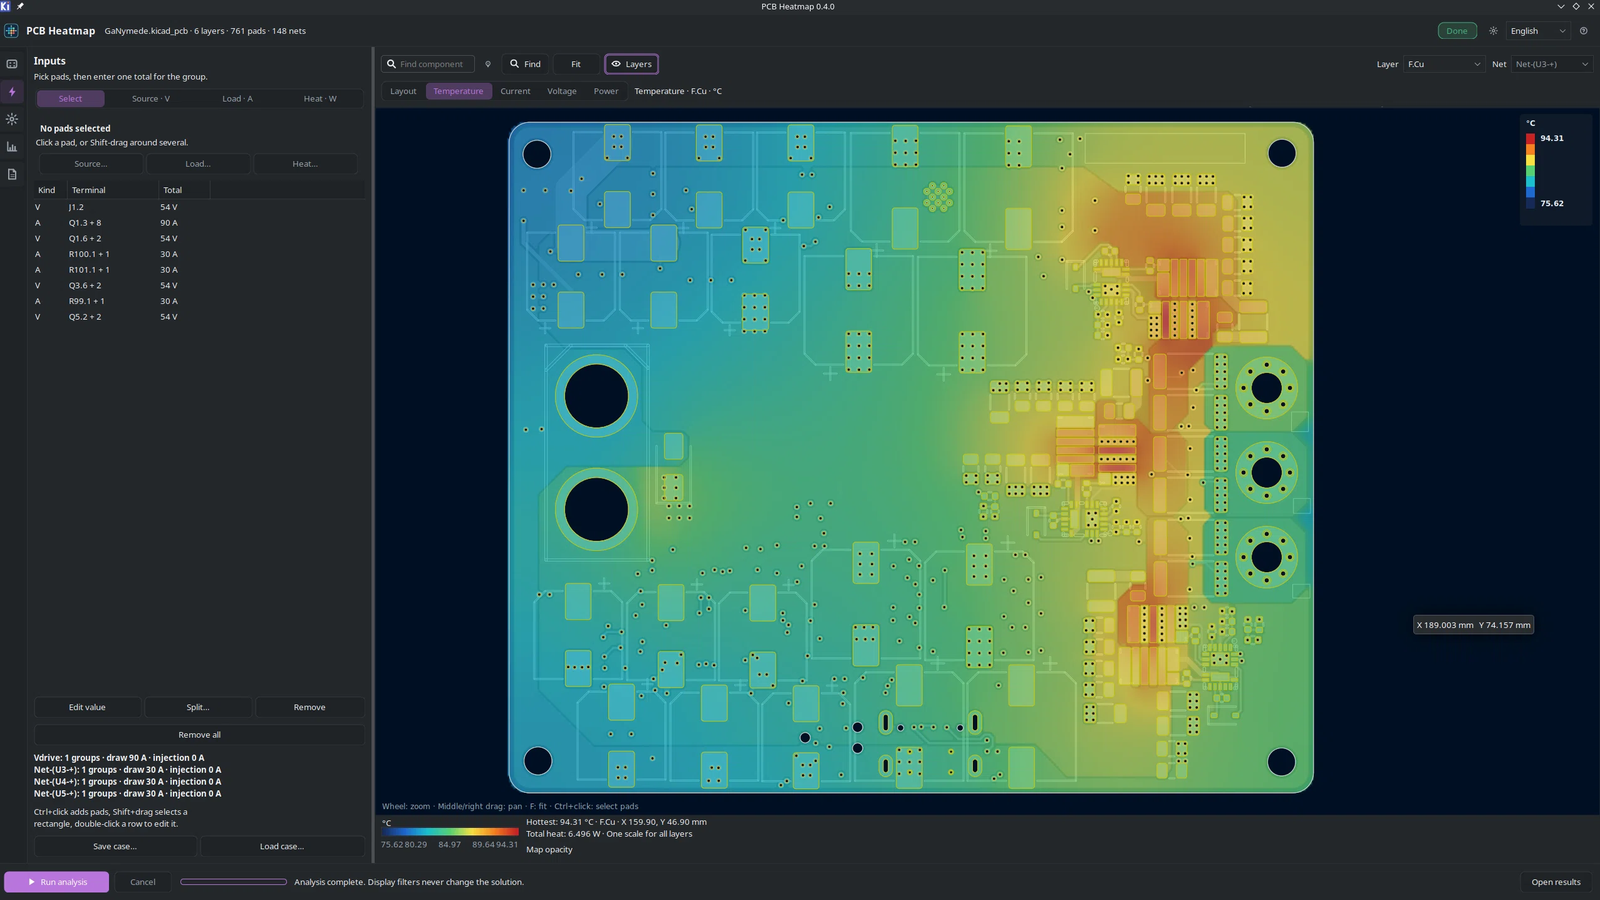 PCB Heatmap 0.4.0
PCB Heatmap GaNymede.kicad_pcb · 6 layers · 761 pads · 148 nets
Done English
Inputs
Pick pads, then enter one total for the group.
Select Source · V Load · A Heat · W
No pads selected
Click a pad, or Shift-drag around several.
Source... Load... Heat...
Kind Terminal Total
V J1.2 54 V
A Q1.3 + 8 90 A
V Q1.6 + 2 54 V
A R100.1 + 1 30 A
A R101.1 + 1 30 A
V Q3.6 + 2 54 V
A R99.1 + 1 30 A
V Q5.2 + 2 54 V
Edit value Split... Remove
Remove all
Vdrive: 1 groups · draw 90 A · injection 0 A
Net-(U3-+): 1 groups · draw 30 A · injection 0 A
Net-(U4-+): 1 groups · draw 30 A · injection 0 A
Net-(U5-+): 1 groups · draw 30 A · injection 0 A
Ctrl+click adds pads, Shift+drag selects a
rectangle, double-click a row to edit it.
Save case... Load case...
Find component Find Fit Layers Layer F.Cu Net Net-(U3-+)
Layout Temperature Current Voltage Power Temperature · F.Cu · °C
°C
94.31
75.62
X 189.003 mm Y 74.157 mm
Wheel: zoom · Middle/right drag: pan · F: fit · Ctrl+click: select pads
°C
75.62 80.29 84.97 89.64 94.31
Hottest: 94.31 °C · F.Cu · X 159.90, Y 46.90 mm
Total heat: 6.496 W · One scale for all layers
Map opacity
Run analysis Cancel Analysis complete. Display filters never change the solution. Open results